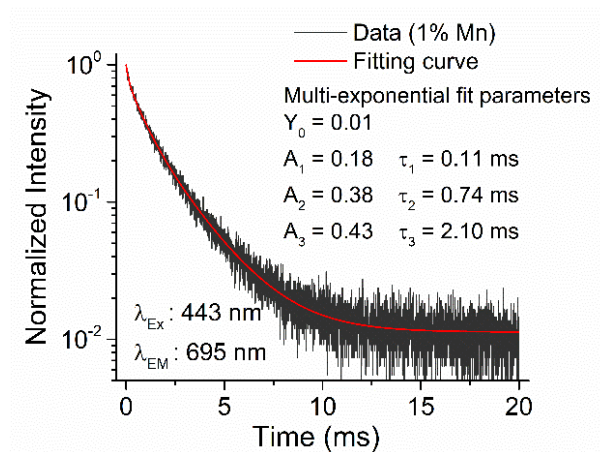 Data (1% Mn)
Fitting curve
Multi-exponential fit parameters
Y₀ = 0.01
A₁ = 0.18 τ₁ = 0.11 ms
A₂ = 0.38 τ₂ = 0.74 ms
A₃ = 0.43 τ₃ = 2.10 ms
λEx : 443 nm
λEM : 695 nm
Normalized Intensity
10⁰
10⁻¹
10⁻²
0 5 10 15 20
Time (ms)